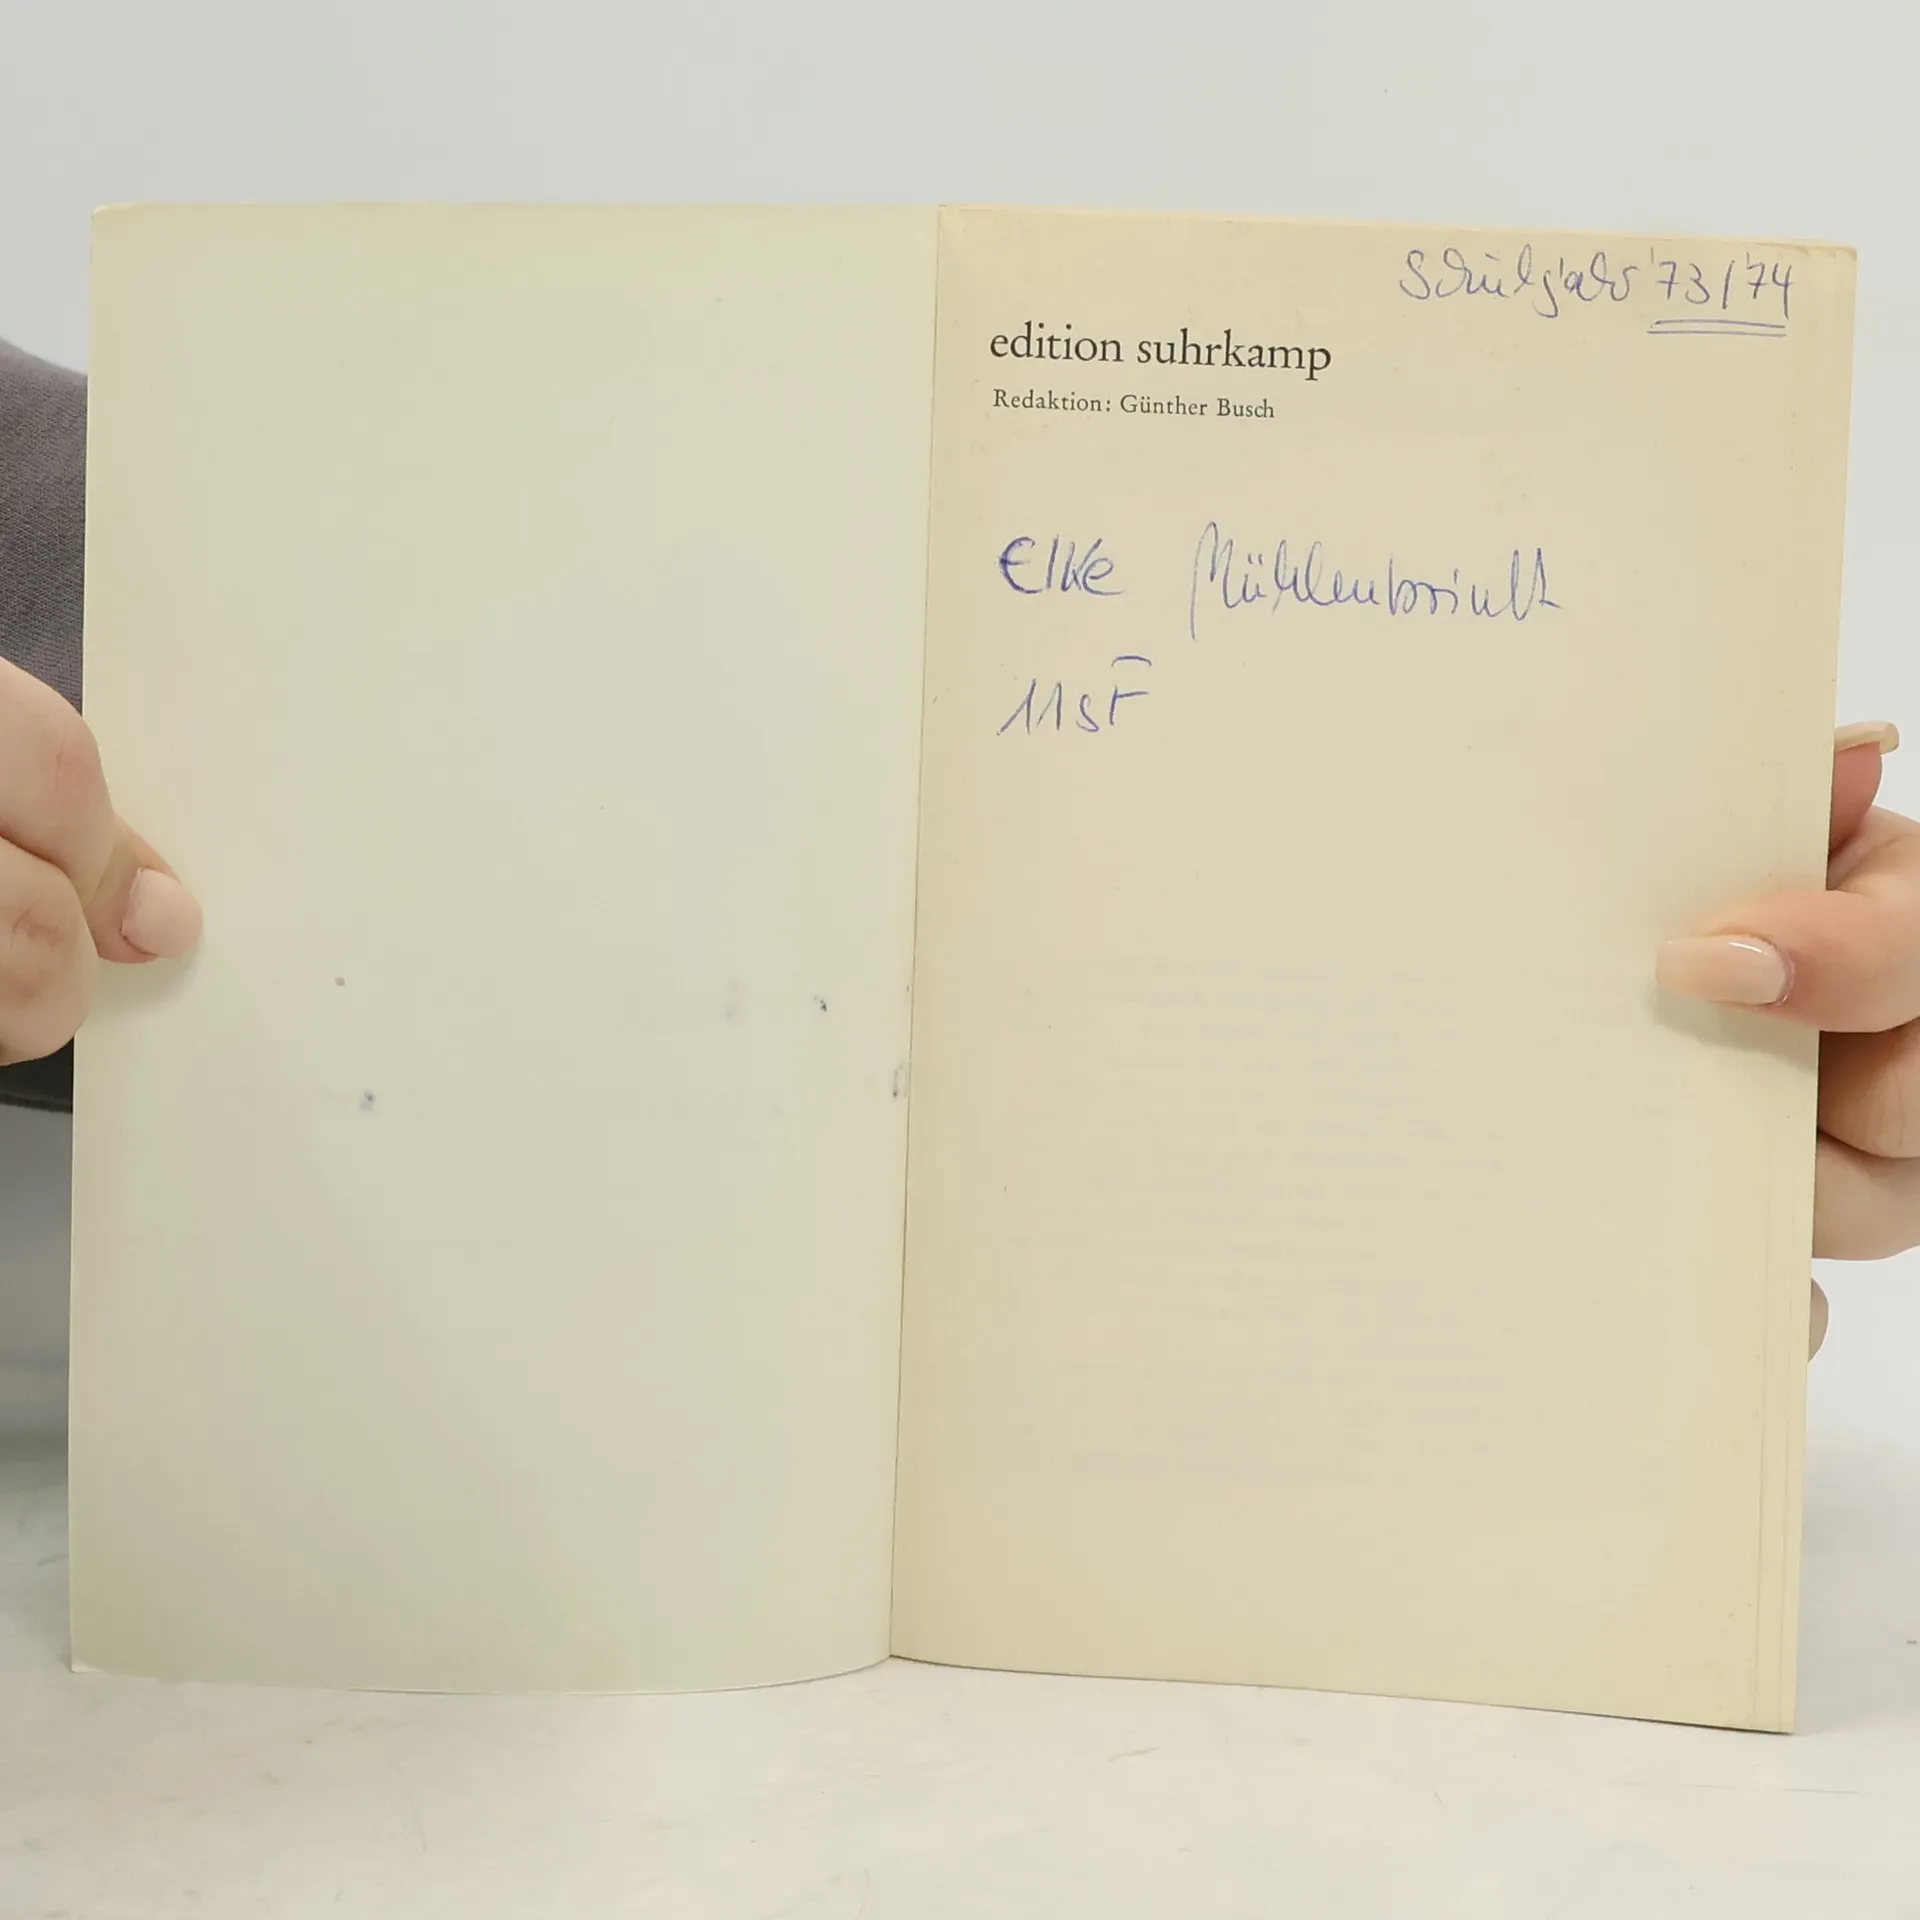 Schuljahr '73/'74
edition suhrkamp
Redaktion: Günther Busch
Elke
11sF